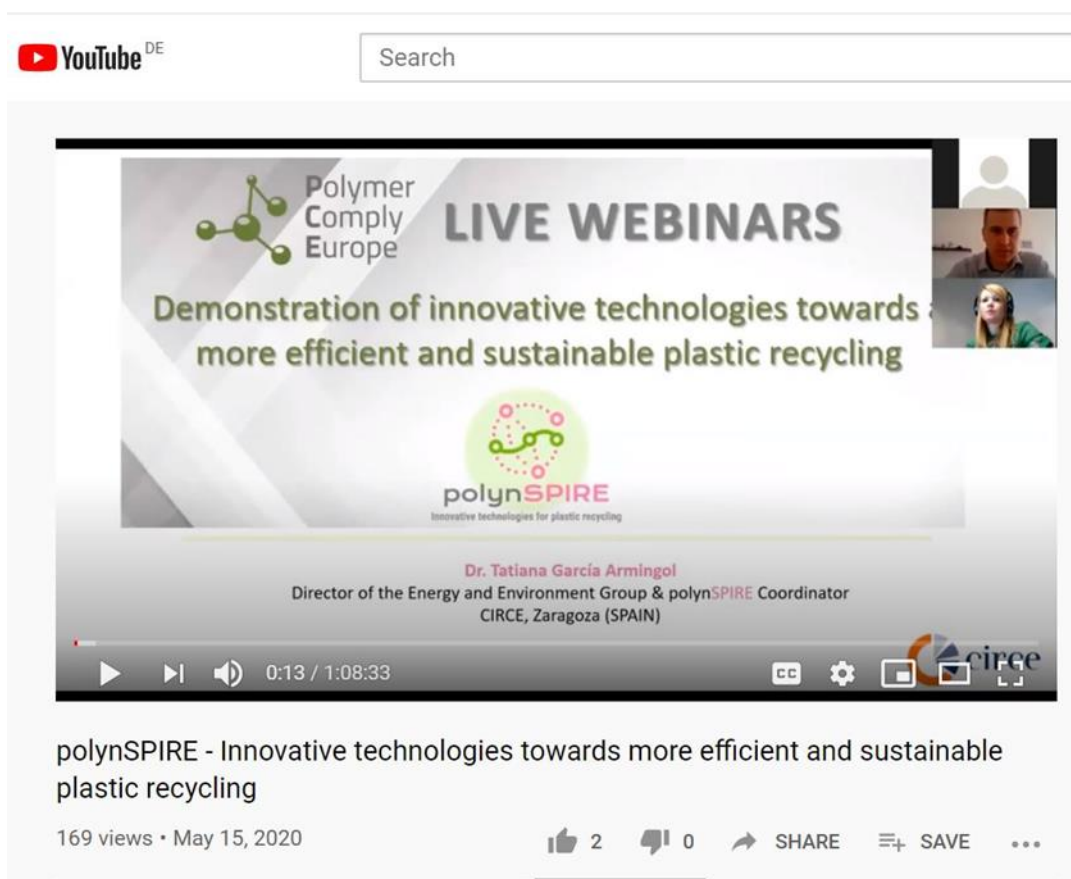 YouTube DE
Search
Polymer
Comply
Europe
LIVE WEBINARS
Demonstration of innovative technologies towards
more efficient and sustainable plastic recycling
polynSPIRE
Innovative technologies for plastic recycling
Dr. Tatiana García Armingol
Director of the Energy and Environment Group & polynSPIRE Coordinator
CIRCE, Zaragoza (SPAIN)
circe
0:13 / 1:08:33
CC
polynSPIRE - Innovative technologies towards more efficient and sustainable
plastic recycling
169 views • May 15, 2020
2
0
SHARE
SAVE